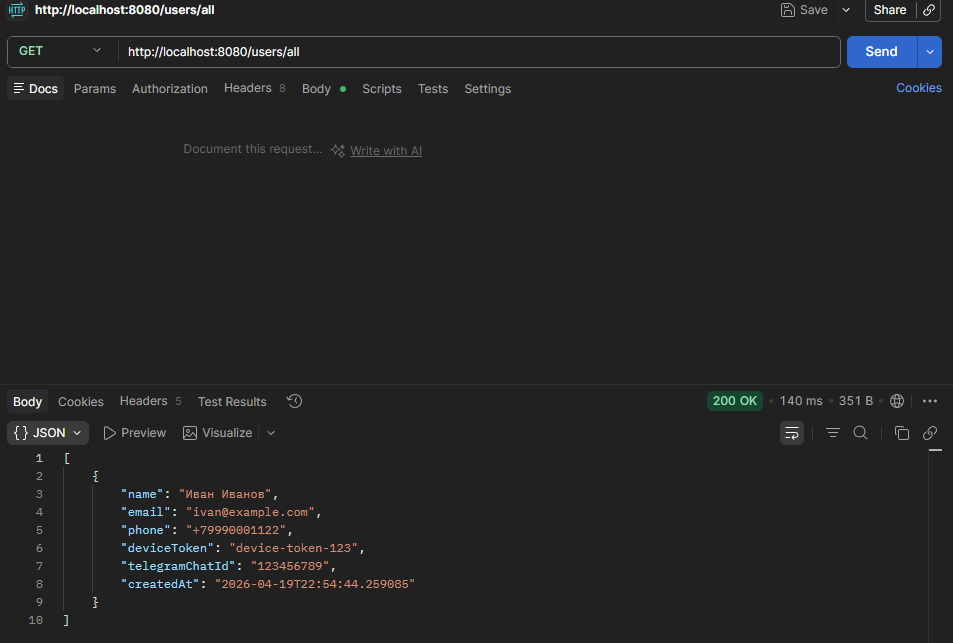 HTTP http://localhost:8080/users/all Save Share
GET http://localhost:8080/users/all Send
Docs Params Authorization Headers 8 Body Scripts Tests Settings Cookies
Document this request... Write with AI
Body Cookies Headers 5 Test Results 200 OK • 140 ms • 351 B •
{} JSON Preview Visualize
1 [
2 {
3 "name": "Иван Иванов",
4 "email": "ivan@example.com",
5 "phone": "+79990001122",
6 "deviceToken": "device-token-123",
7 "telegramChatId": "123456789",
8 "createdAt": "2026-04-19T22:54:44.259085"
9 }
10 ]